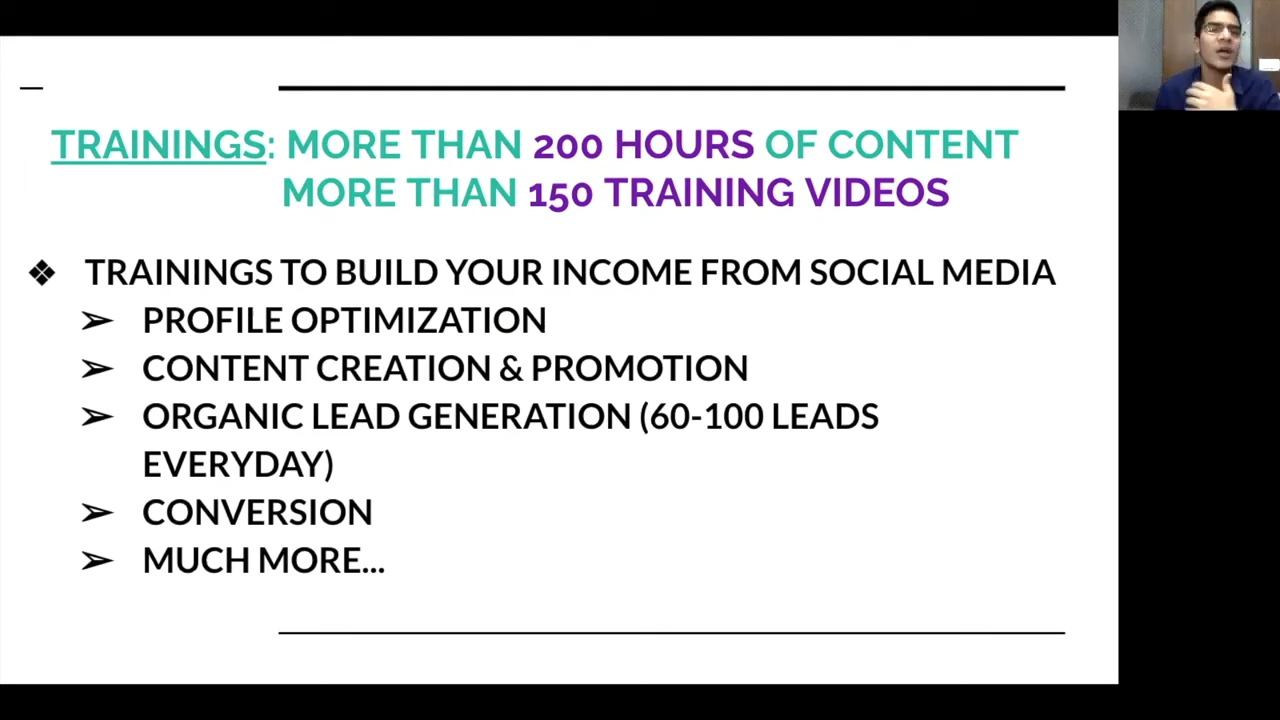 TRAININGS: MORE THAN 200 HOURS OF CONTENT
MORE THAN 150 TRAINING VIDEOS
❖ TRAININGS TO BUILD YOUR INCOME FROM SOCIAL MEDIA
➢ PROFILE OPTIMIZATION
➢ CONTENT CREATION & PROMOTION
➢ ORGANIC LEAD GENERATION (60-100 LEADS
EVERYDAY)
➢ CONVERSION
➢ MUCH MORE...